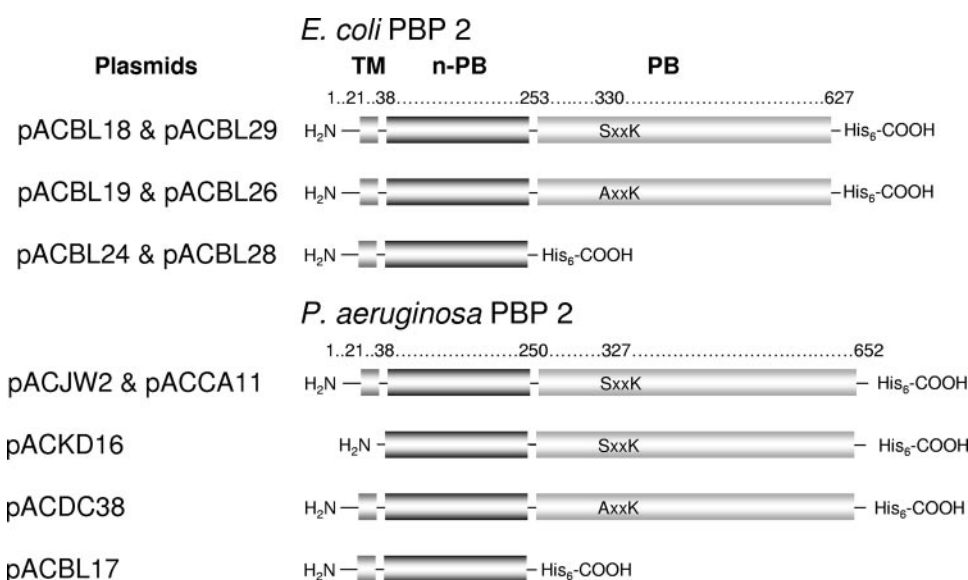 E. coli PBP 2
Plasmids TM n-PB PB
1..21..38.......................253.......330....................................627
pACBL18 & pACBL29 H₂N SxxK His₆-COOH
pACBL19 & pACBL26 H₂N AxxK His₆-COOH
pACBL24 & pACBL28 H₂N His₆-COOH
P. aeruginosa PBP 2
1..21..38.......................250.........327.........................................652
pACJW2 & pACCA11 H₂N SxxK His₆-COOH
pACKD16 H₂N SxxK His₆-COOH
pACDC38 H₂N AxxK His₆-COOH
pACBL17 H₂N His₆-COOH